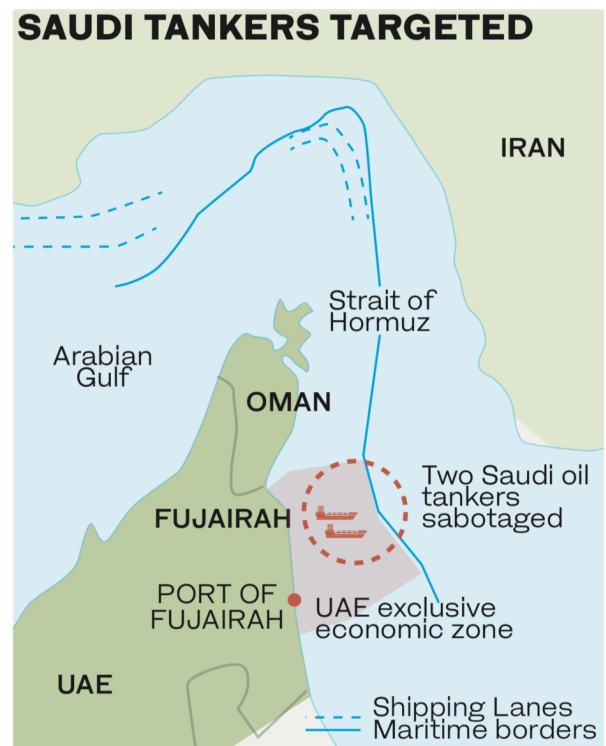 SAUDI TANKERS TARGETED
IRAN
Strait of
Hormuz
Arabian
Gulf
OMAN
Two Saudi oil
tankers
sabotaged
FUJAIRAH
PORT OF
FUJAIRAH
UAE exclusive
economic zone
UAE
Shipping Lanes
Maritime borders